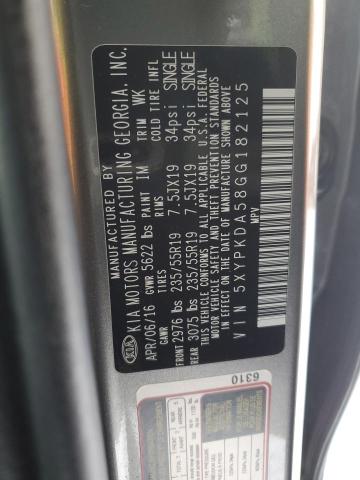 KIA
KIA MOTORS MANUFACTURING GEORGIA, INC.
APR/06/16 PAINT 1M TRIM WK
GVWR 5622 lbs
GAWR TIRES RIMS COLD TIRE INFL
FRONT 2976 lbs 235/55R19 7.5JX19 34psi SINGLE
REAR 3075 lbs 235/55R19 7.5JX19 34psi SINGLE
THIS VEHICLE CONFORMS TO ALL APPLICABLE U.S.A FEDERAL
MOTOR VEHICLE SAFETY AND THEFT PREVENTION STANDARDS
IN EFFECT ON THE DATE OF MANUFACTURE SHOWN ABOVE.
VIN 5XYPKDA58GG182125
MPV
6310